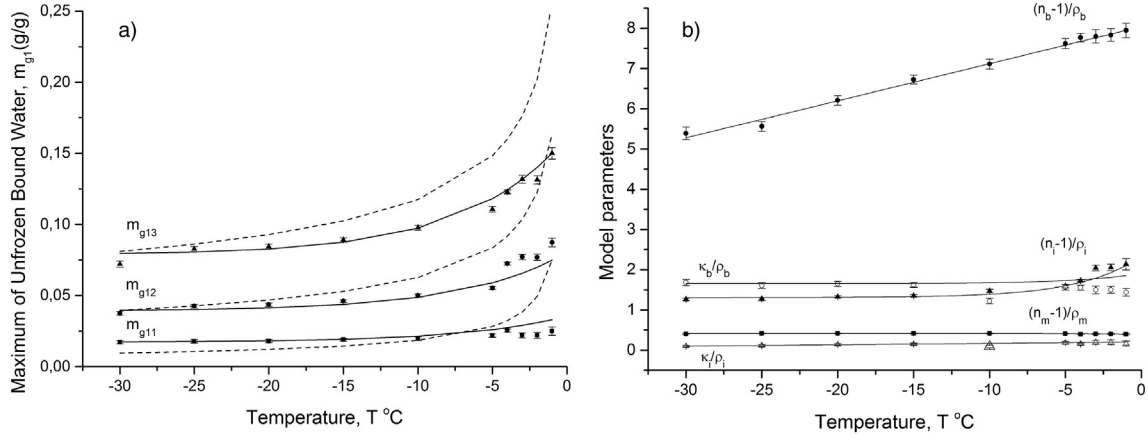 a)
Maximum of Unfrozen Bound Water, m_g1(g/g)
0,25
0,20
0,15
0,10
0,05
0,00
m_g13
m_g12
m_g11
-30
-25
-20
-15
-10
-5
0
Temperature, T °C
b)
Model parameters
8
7
6
5
4
3
2
1
0
(n_b-1)/ρ_b
(n_i-1)/ρ_i
κ_b/ρ_b
(n_m-1)/ρ_m
κ_i/ρ_i
-30
-25
-20
-15
-10
-5
0
Temperature, T °C